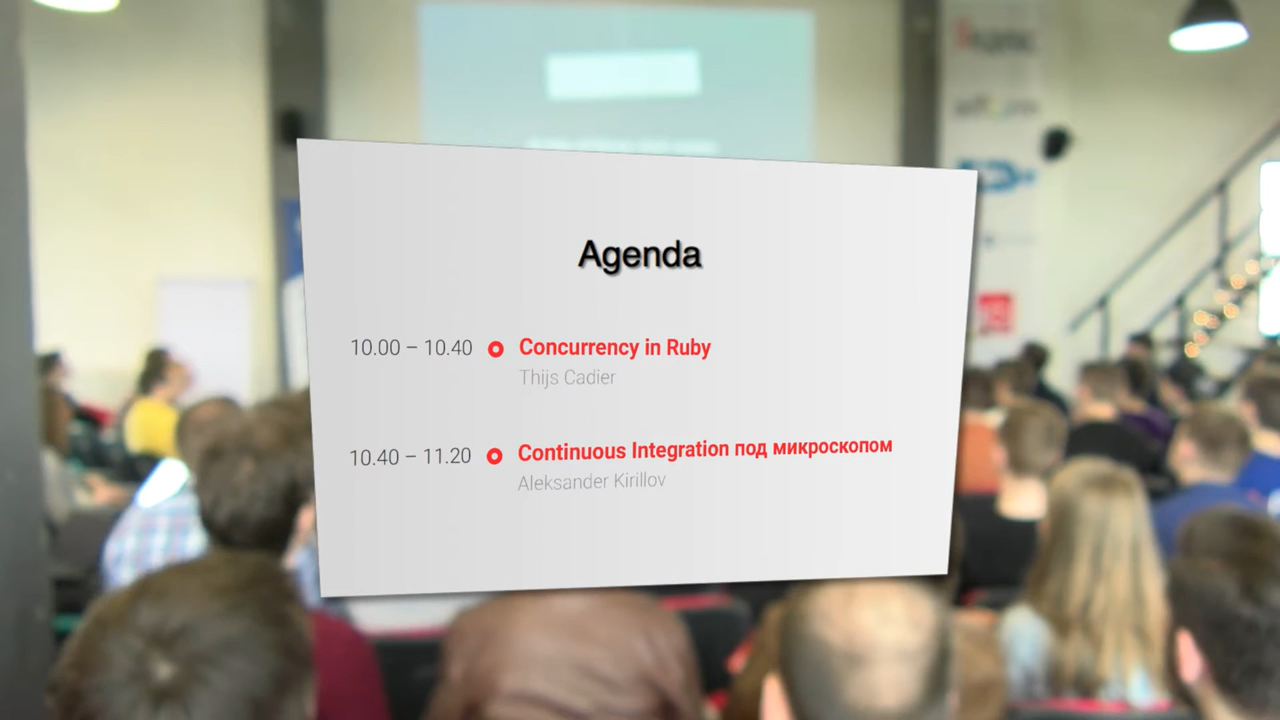 Agenda
10.00 – 10.40
Concurrency in Ruby
Thijs Cadier
10.40 – 11.20
Continuous Integration под микроскопом
Aleksander Kirillov